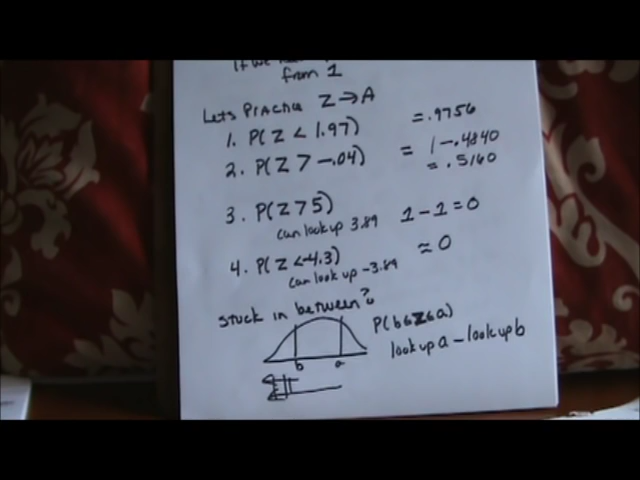 If we
from 1
Lets Practice Z → A
1. P(Z < 1.97) = .9756
2. P(Z > -.04) = 1 - .4840
= .5160
3. P(Z > 5) 1 - 1 = 0
can look up 3.89
4. P(Z < -4.3) ≈ 0
can look up -3.89
Stuck in between?
P(b≤Z≤a)
look up a - look up b
b a